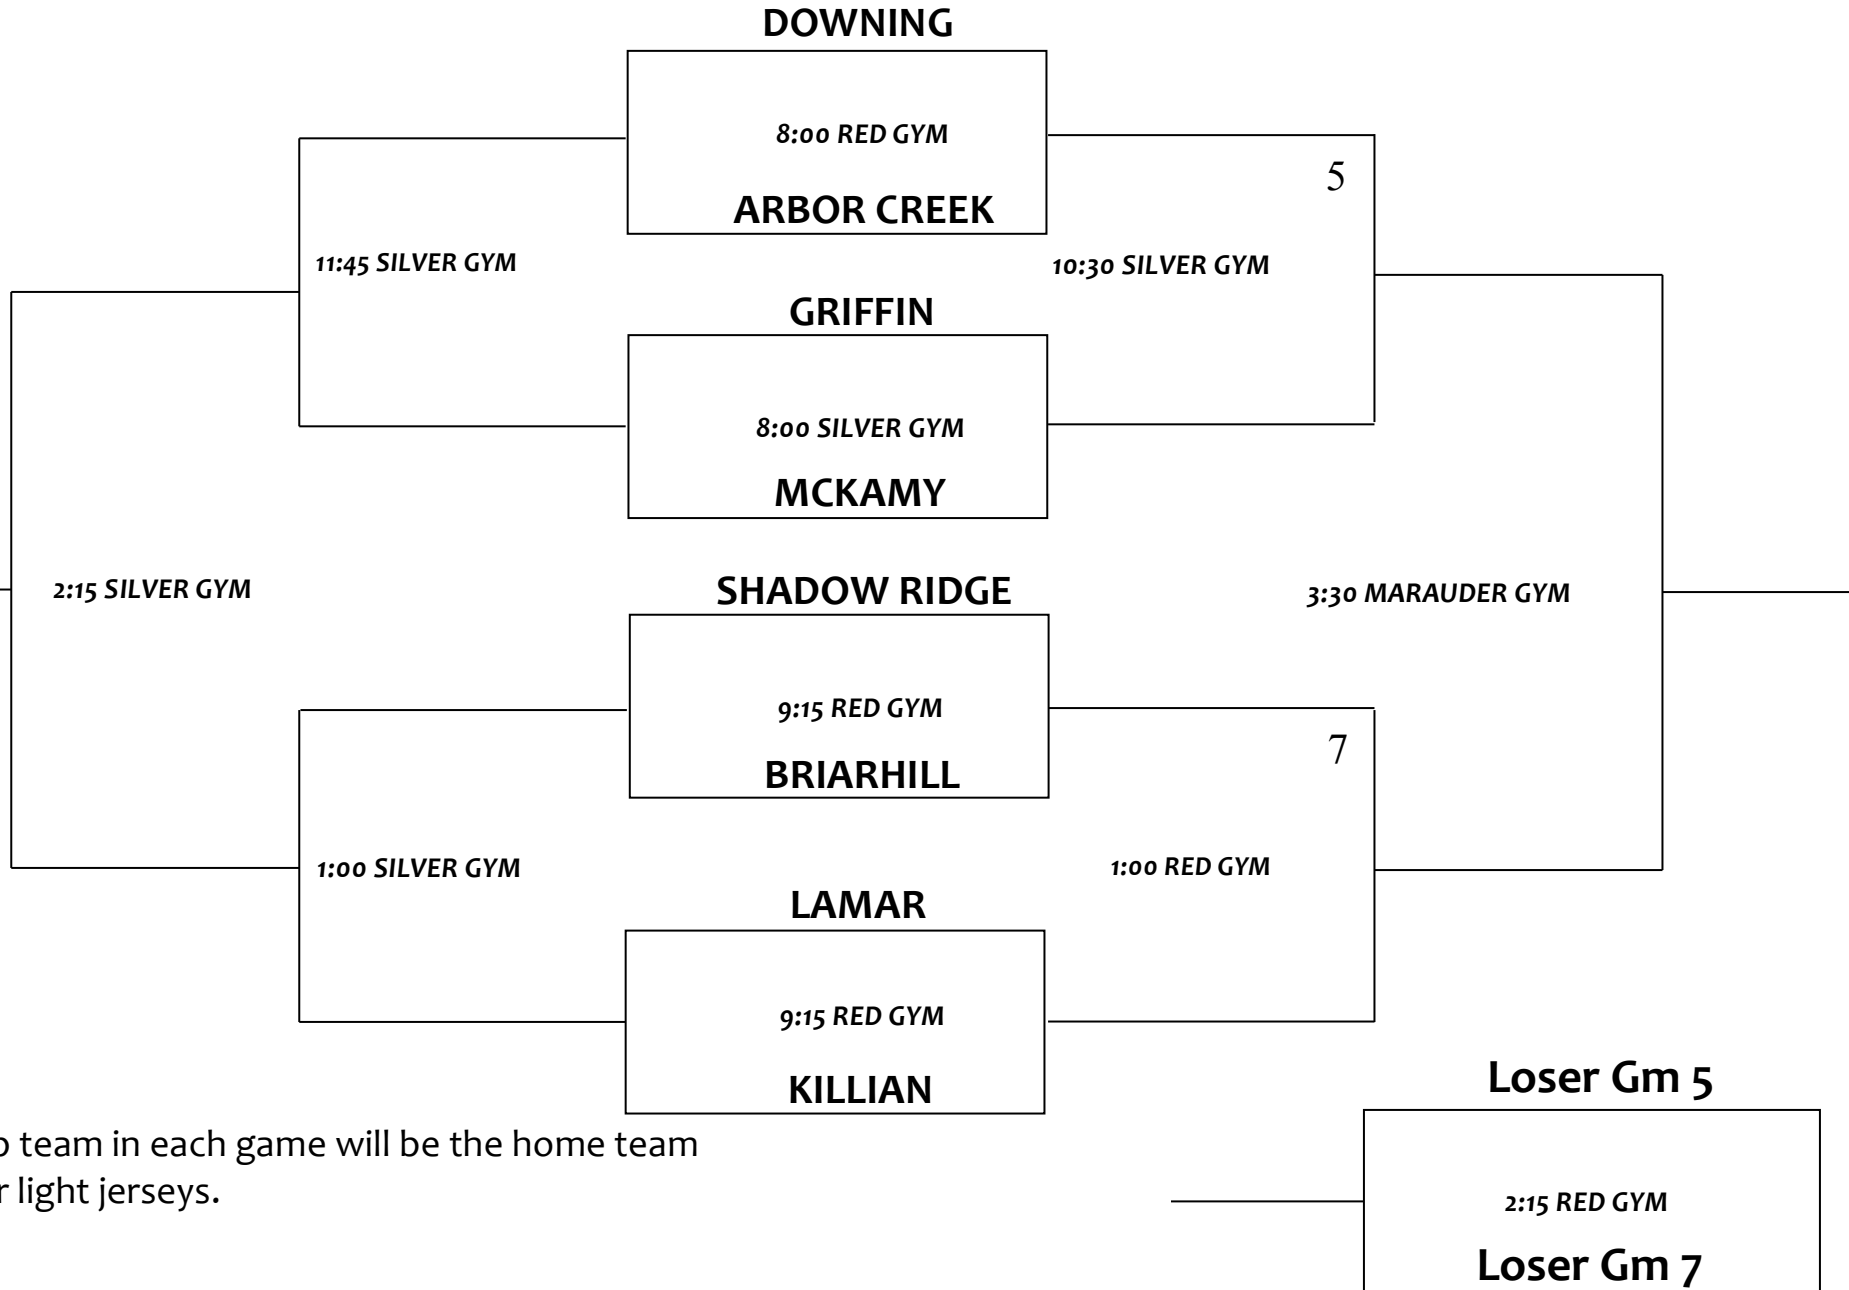 DOWNING
8:00 RED GYM
5
ARBOR CREEK
11:45 SILVER GYM
10:30 SILVER GYM
GRIFFIN
8:00 SILVER GYM
MCKAMY
2:15 SILVER GYM
SHADOW RIDGE
3:30 MARAUDER GYM
9:15 RED GYM
7
BRIARHILL
1:00 SILVER GYM
1:00 RED GYM
LAMAR
9:15 RED GYM
KILLIAN
Loser Gm 5
team in each game will be the home team
light jerseys.
2:15 RED GYM
Loser Gm 7